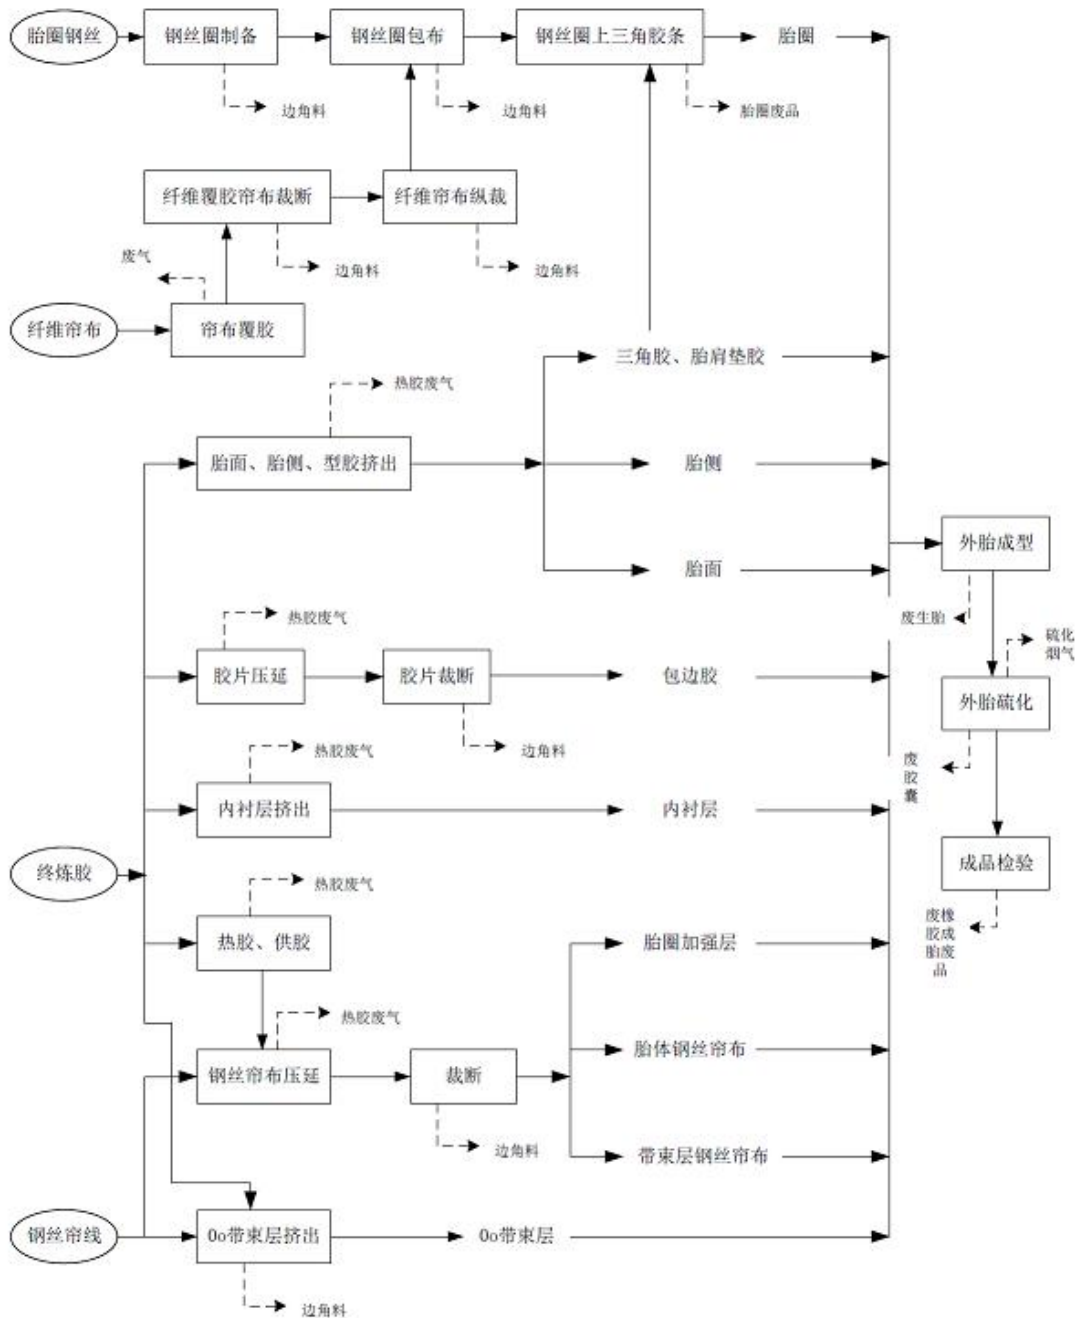 胎圈钢丝
钢丝圈制备
钢丝圈包布
钢丝圈上三角胶条
胎圈
边角料
边角料
胎圈废品
纤维覆胶帘布裁断
纤维帘布纵裁
废气
边角料
边角料
纤维帘布
帘布覆胶
三角胶、胎肩垫胶
热胶废气
胎面、胎侧、型胶挤出
胎侧
外胎成型
胎面
热胶废气
废生胎
硫化
烟气
胶片压延
胶片裁断
包边胶
外胎硫化
热胶废气
边角料
废
胶
囊
内衬层挤出
内衬层
终炼胶
成品检验
热胶废气
废橡
胶成
胎废
品
热胶、供胶
胎圈加强层
热胶废气
钢丝帘布压延
裁断
胎体钢丝帘布
边角料
带束层钢丝帘布
钢丝帘线
0o带束层挤出
0o带束层
边角料